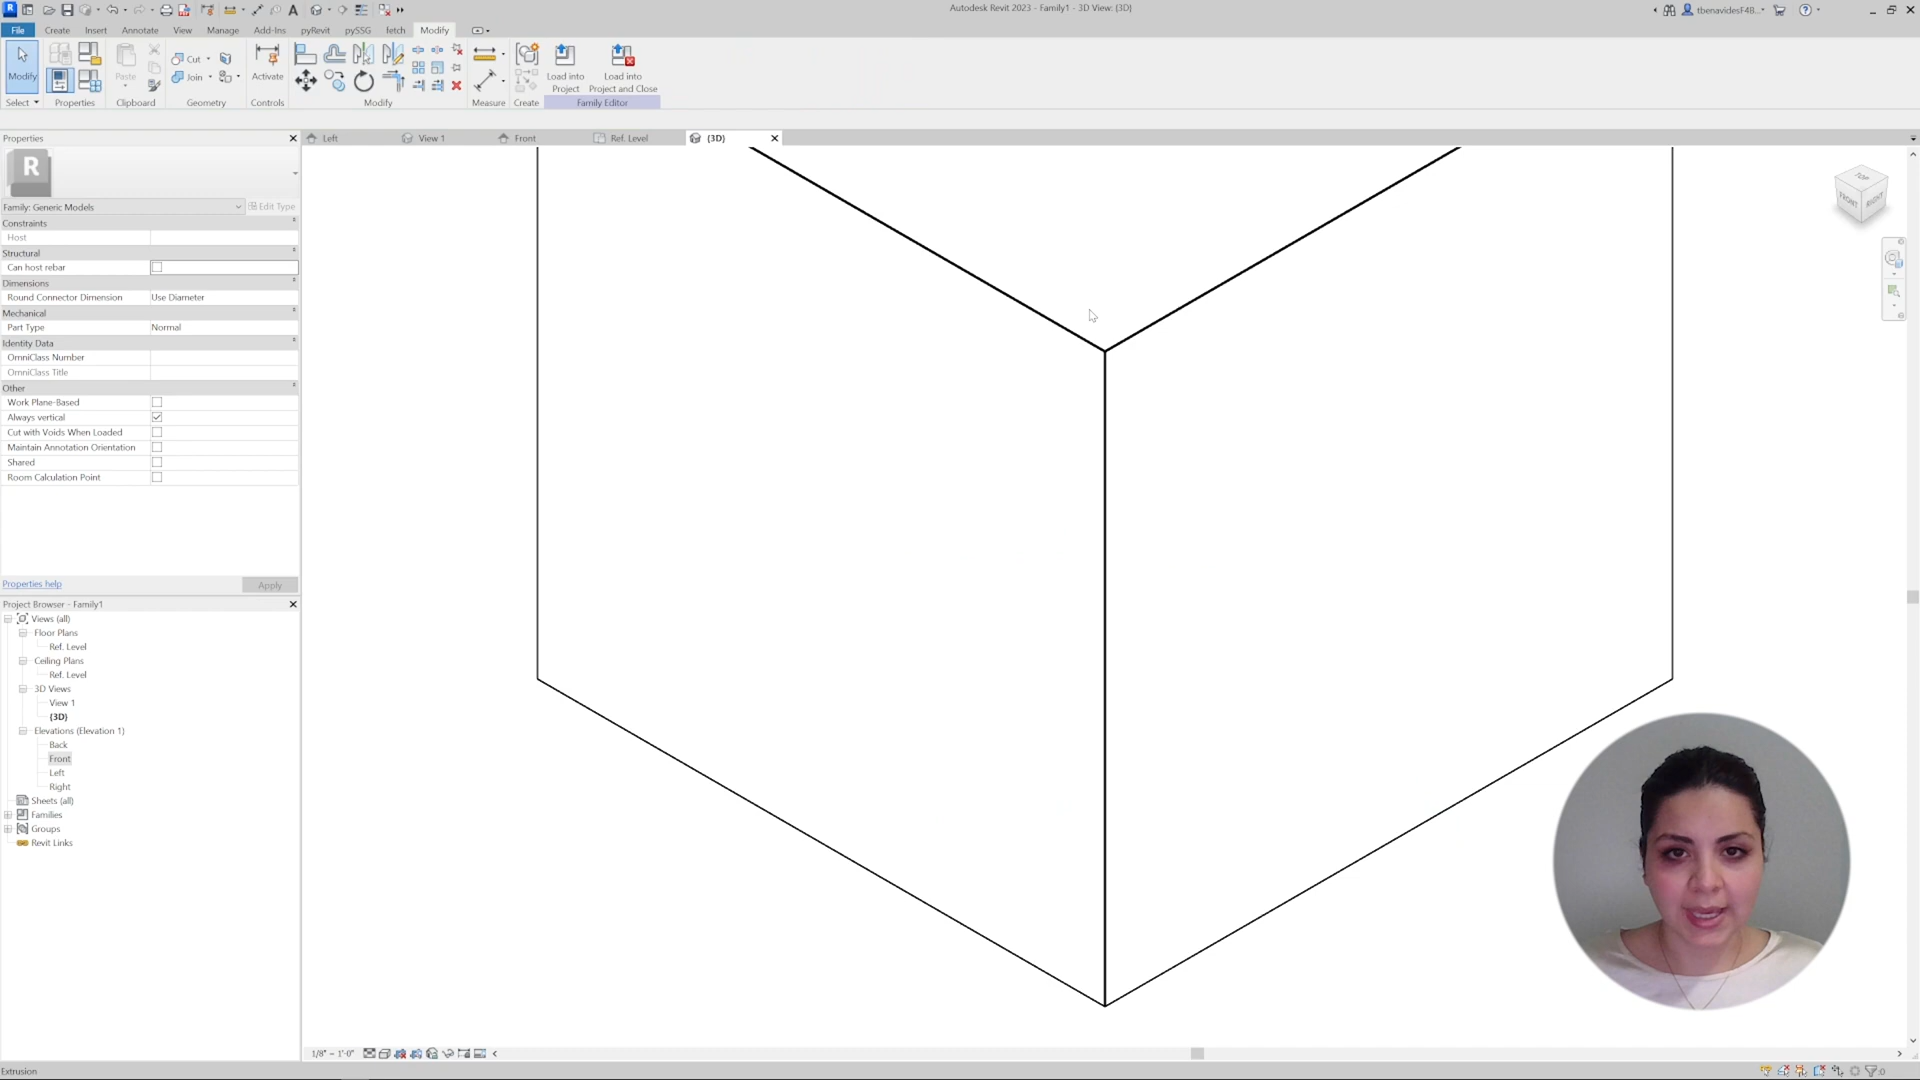 Autodesk Revit 2023 - Family1 - 3D View: {3D}
tbenavidesF4B...
File Create Insert Annotate View Manage Add-Ins pyRevit pySSG fetch Modify
Modify
Paste
Cut
Join
Activate
Load into Project
Load into Project and Close
Select Properties Clipboard Geometry Controls Modify Measure Create Family Editor
Properties
Left View 1 Front Ref. Level {3D}
R
Family: Generic Models Edit Type
Constraints
Host
Structural
Can host rebar
Dimensions
Round Connector Dimension Use Diameter
Mechanical
Part Type Normal
Identity Data
OmniClass Number
OmniClass Title
Other
Work Plane-Based
Always vertical
Cut with Voids When Loaded
Maintain Annotation Orientation
Shared
Room Calculation Point
Properties help Apply
Project Browser - Family1
Views (all)
Floor Plans
Ref. Level
Ceiling Plans
Ref. Level
3D Views
View 1
{3D}
Elevations (Elevation 1)
Back
Front
Left
Right
Sheets (all)
Families
Groups
Revit Links
TOP
FRONT
RIGHT
1/8" = 1'-0"
Extrusion
:0